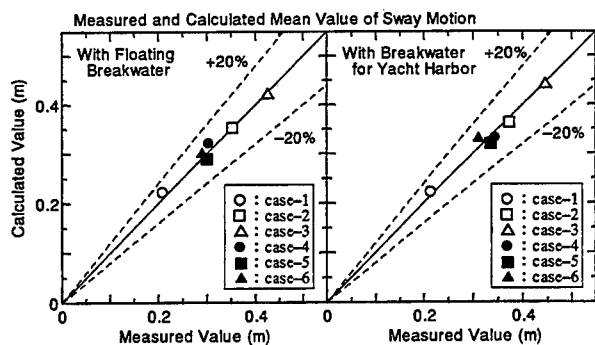 Measured and Calculated Mean Value of Sway Motion
With Floating
Breakwater
+20%
−20%
0.4
0.2
0
Calculated Value (m)
○ : case−1
□ : case−2
△ : case−3
● : case−4
■ : case−5
▲ : case−6
0 0.2 0.4
Measured Value (m)
With Breakwater
for Yacht Harbor
+20%
−20%
○ : case−1
□ : case−2
△ : case−3
● : case−4
■ : case−5
▲ : case−6
0 0.2 0.4
Measured Value (m)